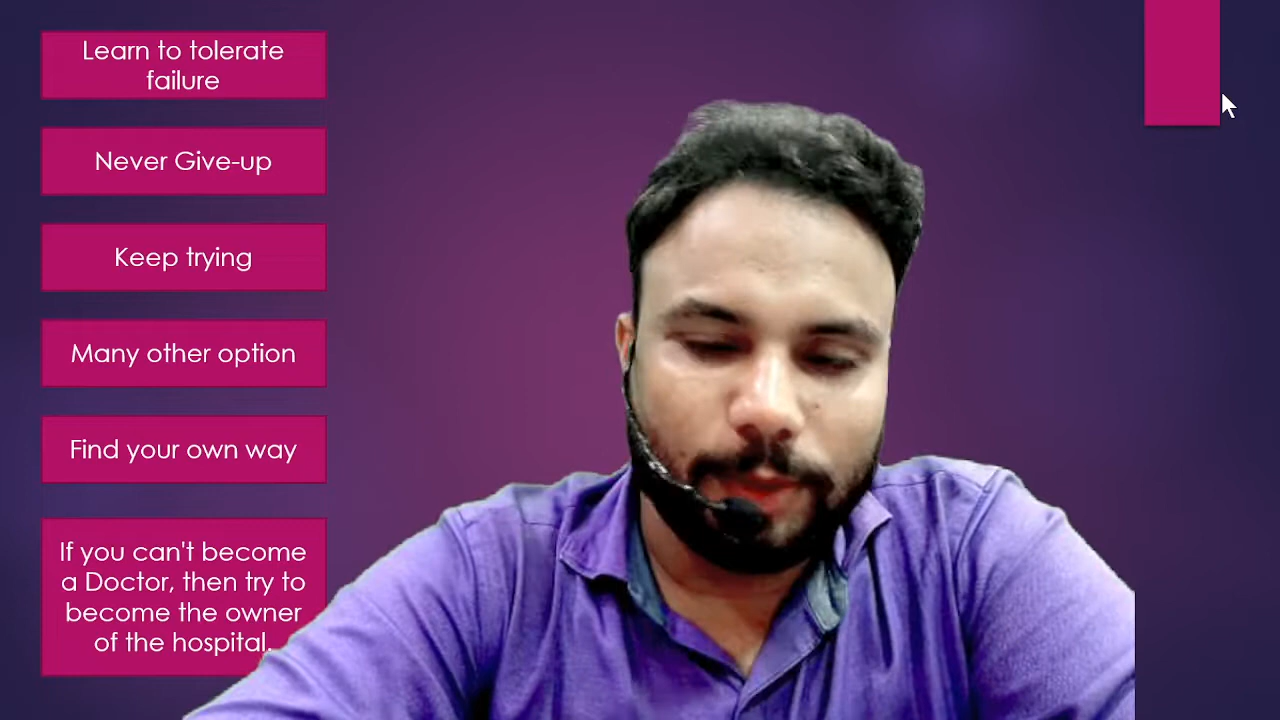 Learn to tolerate
failure
Never Give-up
Keep trying
Many other option
Find your own way
If you can't become
a Doctor, then try to
become the owner
of the hospital.